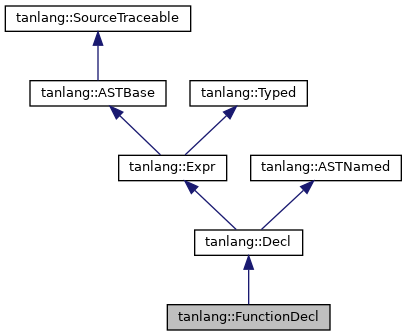 tanlang::SourceTraceable
tanlang::ASTBase
tanlang::Typed
tanlang::Expr
tanlang::ASTNamed
tanlang::Decl
tanlang::FunctionDecl